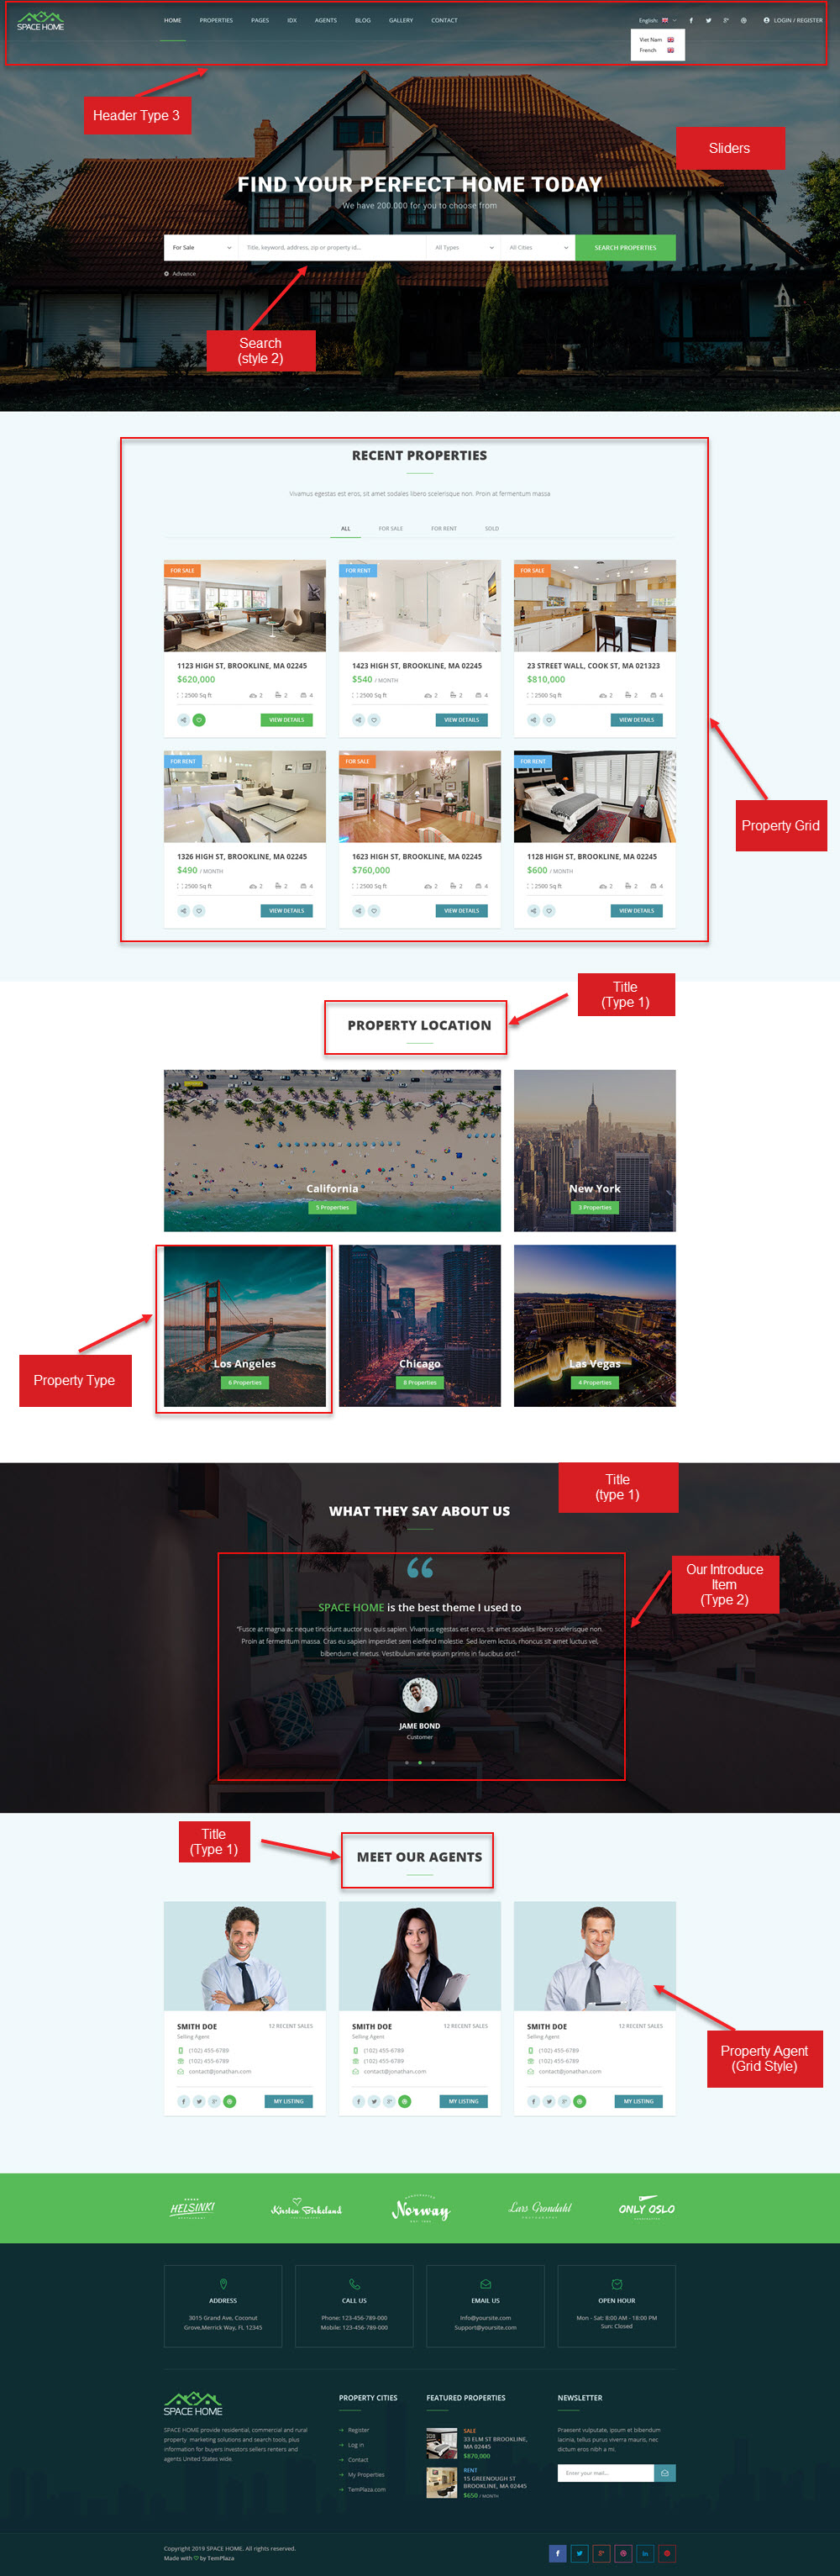 SPACE HOME
HOME PROPERTIES PAGES IDX AGENTS BLOG GALLERY CONTACT
English: LOGIN / REGISTER
Viet Nam
French
Header Type 3
Sliders
FIND YOUR PERFECT HOME TODAY
We have 200.000 for you to choose from
For Sale Title, keyword, address, zip or property id... All Types All Cities SEARCH PROPERTIES
Advance
Search
(style 2)
RECENT PROPERTIES
Vivamus egestas est eros, sit amet sodales libero scelerisque non. Proin at fermentum massa
ALL FOR SALE FOR RENT SOLD
FOR SALE FOR RENT FOR SALE
1123 HIGH ST, BROOKLINE, MA 02245 1423 HIGH ST, BROOKLINE, MA 02245 23 STREET WALL, COOK ST, MA 021323
$620,000 $540 / MONTH $810,000
2500 Sq ft 2 2 4 2500 Sq ft 2 2 4 2500 Sq ft 2 2 4
VIEW DETAILS VIEW DETAILS VIEW DETAILS
FOR RENT FOR SALE FOR RENT
Property Grid
1326 HIGH ST, BROOKLINE, MA 02245 1623 HIGH ST, BROOKLINE, MA 02245 1128 HIGH ST, BROOKLINE, MA 02245
$490 / MONTH $760,000 $600 / MONTH
2500 Sq ft 2 2 4 2500 Sq ft 2 2 4 2500 Sq ft 2 2 4
VIEW DETAILS VIEW DETAILS VIEW DETAILS
Title
(Type 1)
PROPERTY LOCATION
California New York
5 Properties 3 Properties
Los Angeles Chicago Las Vegas
6 Properties 8 Properties 4 Properties
Property Type
Title
(type 1)
WHAT THEY SAY ABOUT US
Our Introduce
Item
(Type 2)
SPACE HOME is the best theme I used to
"Fusce at magna ac neque tincidunt auctor eu quis sapien. Vivamus egestas est eros, sit amet sodales libero scelerisque non.
Proin at fermentum massa. Cras eu sapien imperdiet sem eleifend molestie. Sed lorem lectus, rhoncus sit amet luctus vel,
bibendum et metus. Vestibulum ante ipsum primis in faucibus orci."
JAME BOND
Customer
Title
(Type 1)
MEET OUR AGENTS
SMITH DOE 12 RECENT SALES SMITH DOE 12 RECENT SALES SMITH DOE 12 RECENT SALES
Selling Agent Selling Agent Selling Agent
(102) 455-6789 (102) 455-6789 (102) 455-6789
(102) 455-6789 (102) 455-6789 (102) 455-6789
contact@jonathan.com contact@jonathan.com contact@jonathan.com
MY LISTING MY LISTING MY LISTING
Property Agent
(Grid Style)
HELSINKI Kirsten Birkeland Norway Lars Grondahl ONLY OSLO
ADDRESS CALL US EMAIL US OPEN HOUR
3015 Grand Ave, Coconut Phone: 123-456-789-000 Info@yoursite.com Mon - Sat: 8:00 AM - 18:00 PM
Grove,Merrick Way, FL 12345 Mobile: 123-456-789-000 Support@yoursite.com Sun: Closed
SPACE HOME
SPACE HOME provide residential, commercial and rural
property marketing solutions and search tools, plus
information for buyers investors sellers renters and
agents United States wide.
PROPERTY CITIES
Register
Log in
Contact
My Properties
TemPlaza.com
FEATURED PROPERTIES
SALE
33 ELM ST BROOKLINE,
MA 02445
$870,000
RENT
15 GREENOUGH ST
BROOKLINE, MA 02445
$650 / MONTH
NEWSLETTER
Praesent vulputate, ipsum et bibendum
lacinia, tellus purus viverra mauris, nec
dictum eros nibh a mi.
Enter your mail...
Copyright 2019 SPACE HOME. All rights reserved.
Made with by TemPlaza